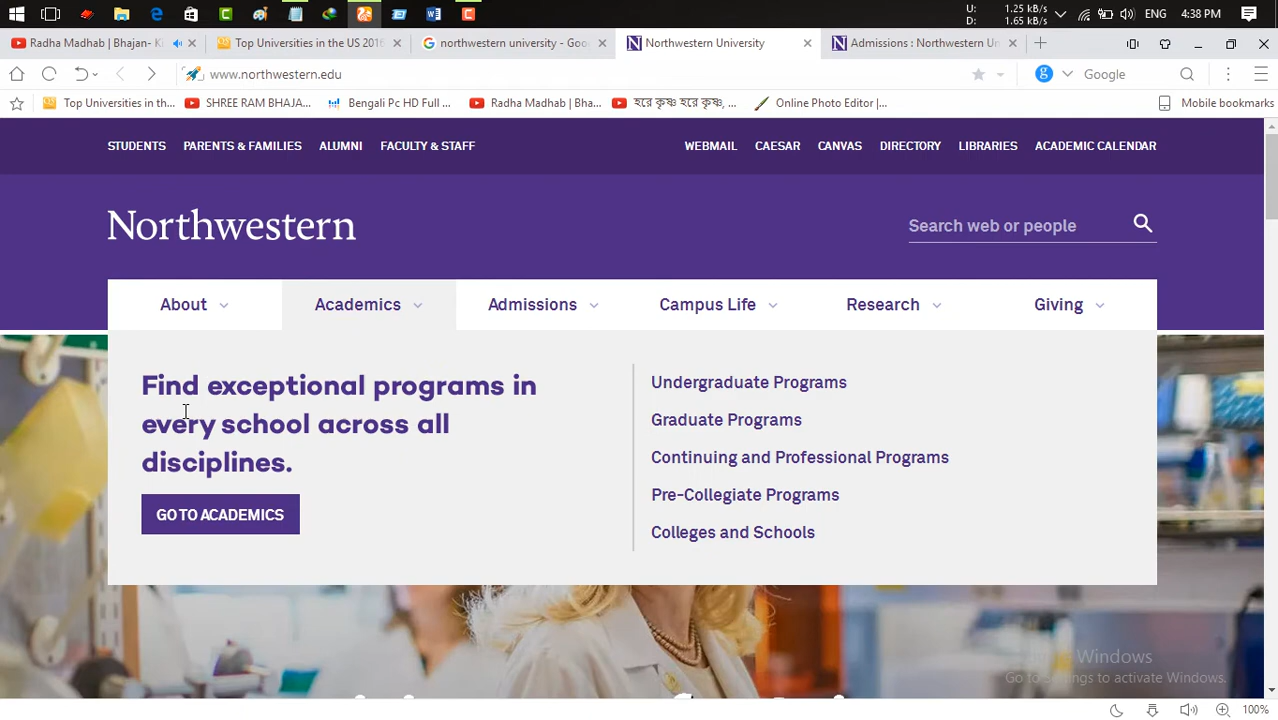 U: 1.25 kB/s
D: 1.65 kB/s
ENG 4:38 PM
Radha Madhab | Bhajan- Ki
Top Universities in the US 2016
northwestern university - Goo
Northwestern University
Admissions : Northwestern Un
www.northwestern.edu
Google
Top Universities in th...
SHREE RAM BHAJA...
Bengali Pc HD Full ...
Radha Madhab | Bha...
হরে কৃষ্ণ হরে কৃষ্ণ, ...
Online Photo Editor |...
Mobile bookmarks
STUDENTS PARENTS & FAMILIES ALUMNI FACULTY & STAFF WEBMAIL CAESAR CANVAS DIRECTORY LIBRARIES ACADEMIC CALENDAR
Northwestern
Search web or people
About Academics Admissions Campus Life Research Giving
Find exceptional programs in
every school across all
disciplines.
GO TO ACADEMICS
Undergraduate Programs
Graduate Programs
Continuing and Professional Programs
Pre-Collegiate Programs
Colleges and Schools
Windows
Go to Settings to activate Windows.
100%